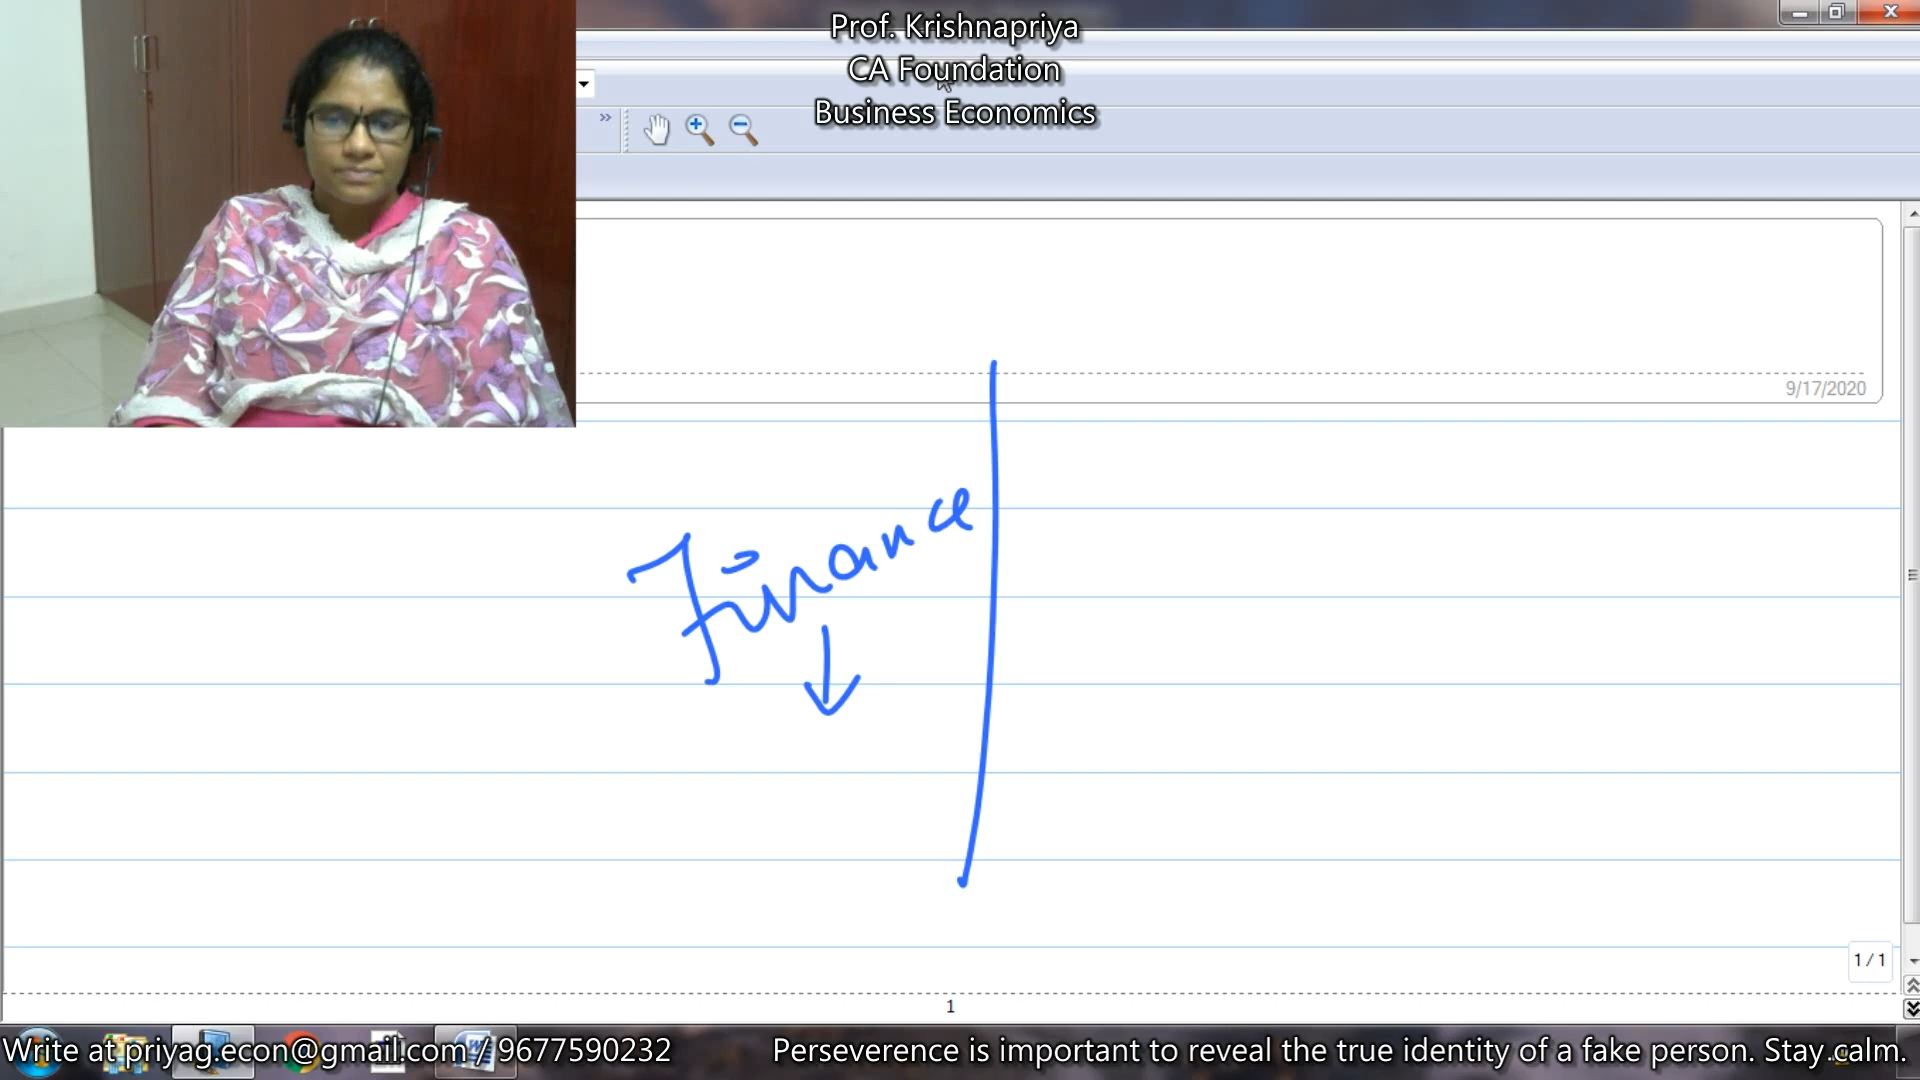 Prof. Krishnapriya
CA Foundation
Business Economics
9/17/2020
Finance
1 / 1
1
Write at priyag.econ@gmail.com / 9677590232
Perseverence is important to reveal the true identity of a fake person. Stay calm.